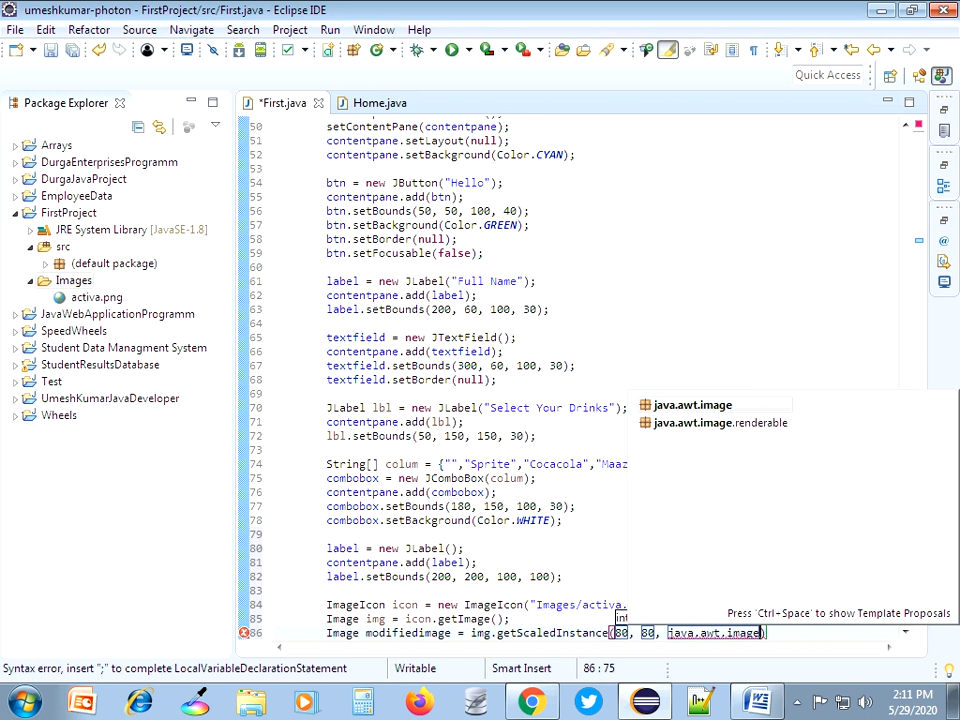 umeshkumar-photon - FirstProject/src/First.java - Eclipse IDE
File Edit Refactor Source Navigate Search Project Run Window Help
Quick Access
Package Explorer
*First.java
Home.java
Arrays
DurgaEnterprisesProgramm
DurgaJavaProject
EmployeeData
FirstProject
JRE System Library [JavaSE-1.8]
src
(default package)
Images
activa.png
JavaWebApplicationProgramm
SpeedWheels
Student Data Managment System
StudentResultsDatabase
Test
UmeshKumarJavaDeveloper
Wheels
50 setContentPane(contentpane);
51 contentpane.setLayout(null);
52 contentpane.setBackground(Color.CYAN);
53
54 btn = new JButton("Hello");
55 contentpane.add(btn);
56 btn.setBounds(50, 50, 100, 40);
57 btn.setBackground(Color.GREEN);
58 btn.setBorder(null);
59 btn.setFocusable(false);
60
61 label = new JLabel("Full Name");
62 contentpane.add(label);
63 label.setBounds(200, 60, 100, 30);
64
65 textfield = new JTextField();
66 contentpane.add(textfield);
67 textfield.setBounds(300, 60, 100, 30);
68 textfield.setBorder(null);
69
70 JLabel lbl = new JLabel("Select Your Drinks");
71 contentpane.add(lbl);
72 lbl.setBounds(50, 150, 150, 30);
73
74 String[] colum = {"","Sprite","Cocacola","Maaz
75 combobox = new JComboBox(colum);
76 contentpane.add(combobox);
77 combobox.setBounds(180, 150, 100, 30);
78 combobox.setBackground(Color.WHITE);
79
80 label = new JLabel();
81 contentpane.add(label);
82 label.setBounds(200, 200, 100, 100);
83
84 ImageIcon icon = new ImageIcon("Images/activa.
85 Image img = icon.getImage();
86 Image modifiedimage = img.getScaledInstance(80, 80, java.awt.image)
int
java.awt.image
java.awt.image.renderable
Press 'Ctrl+Space' to show Template Proposals
Syntax error, insert ";" to complete LocalVariableDeclarationStatement
Writable
Smart Insert
86 : 75
2:11 PM
5/29/2020